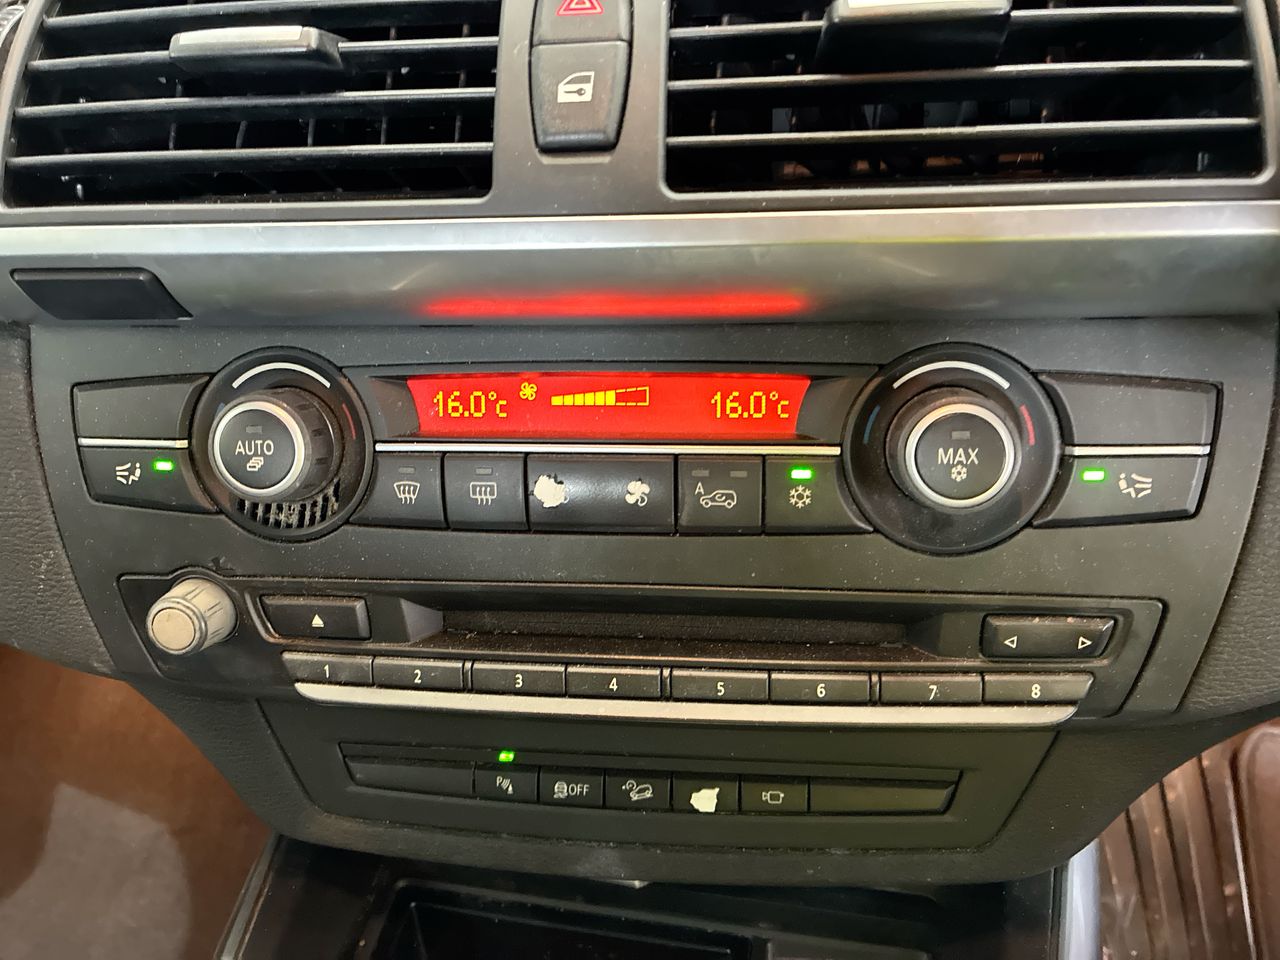 16.0°c 16.0°c
AUTO
MAX
A
1 2 3 4 5 6 7 8
P OFF